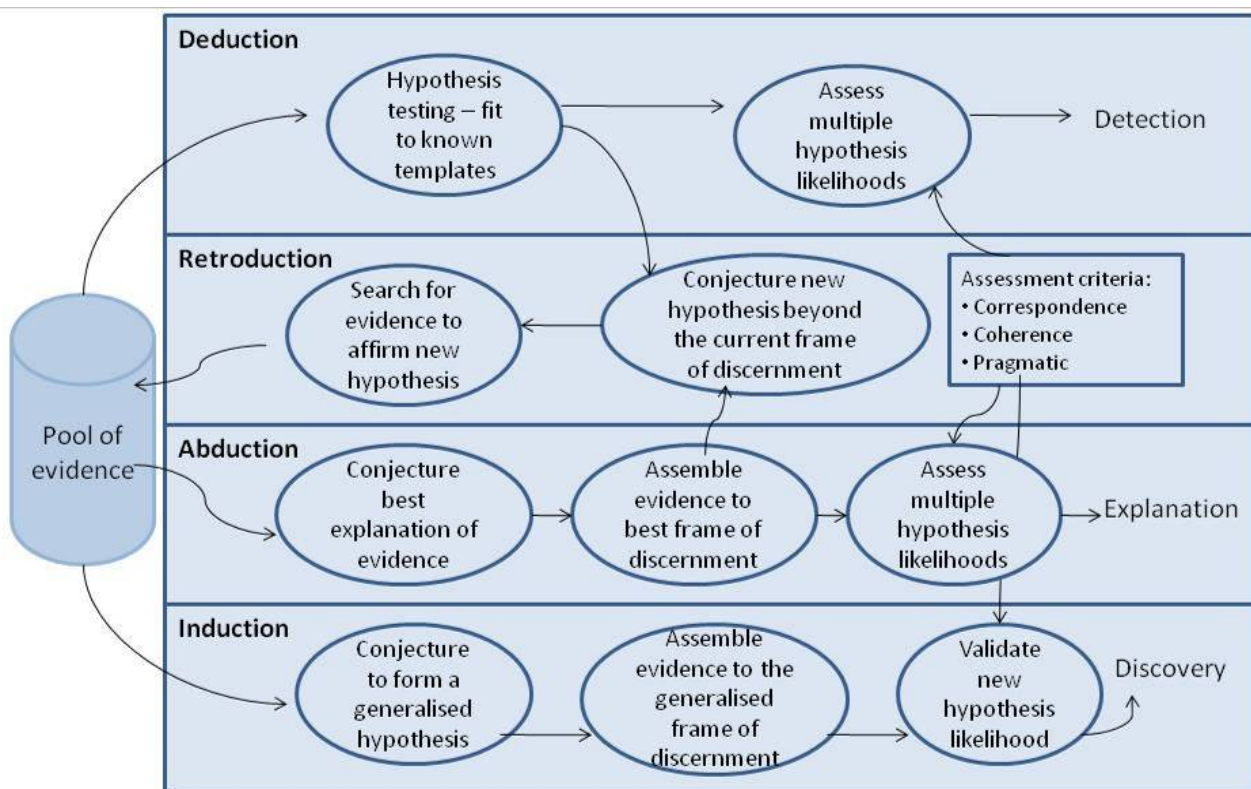 Deduction
Hypothesis
testing – fit
to known
templates
Assess
multiple
hypothesis
likelihoods
Detection
Retroduction
Search for
evidence to
affirm new
hypothesis
Conjecture new
hypothesis beyond
the current frame
of discernment
Assessment criteria:
• Correspondence
• Coherence
• Pragmatic
Pool of
evidence
Abduction
Conjecture
best
explanation of
evidence
Assemble
evidence to
best frame of
discernment
Assess
multiple
hypothesis
likelihoods
Explanation
Induction
Conjecture
to form a
generalised
hypothesis
Assemble
evidence to the
generalised
frame of
discernment
Validate
new
hypothesis
likelihood
Discovery